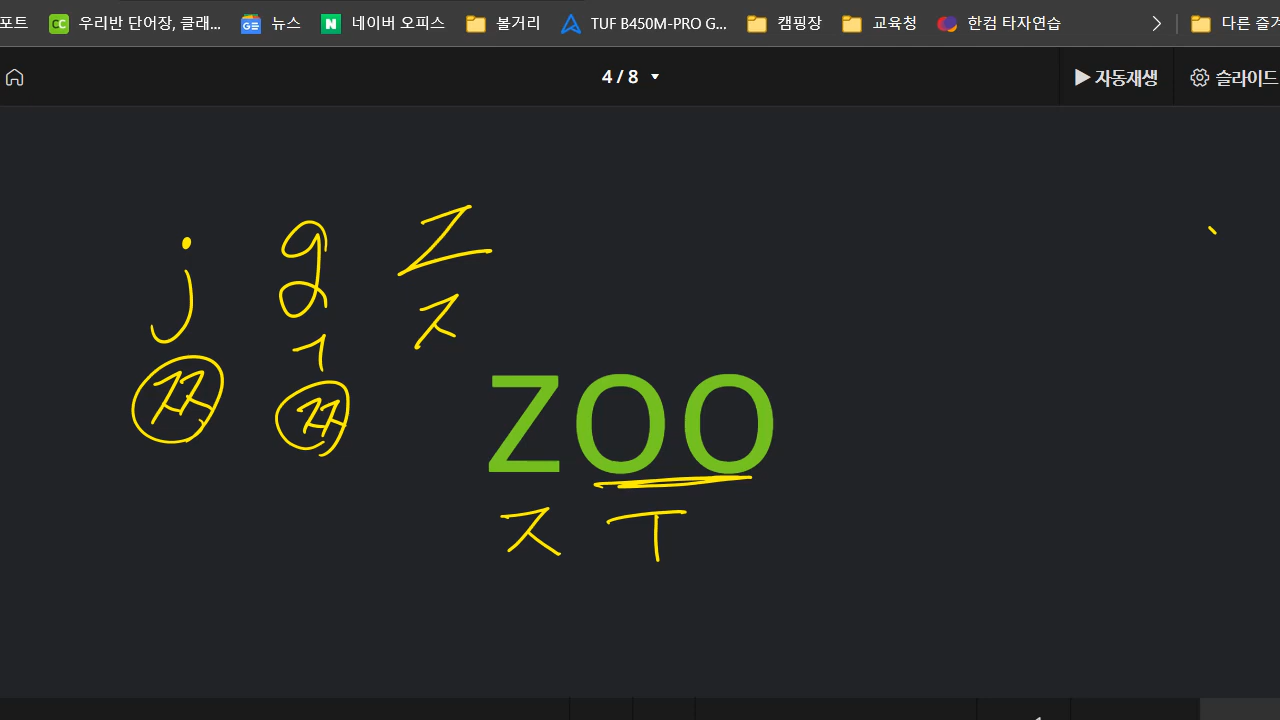 포트 우리반 단어장, 클래... 뉴스 네이버 오피스 볼거리 TUF B450M-PRO G... 캠핑장 교육청 한컴 타자연습 다른 즐겨
4 / 8 자동재생 슬라이드
j g z
ㄱ ㅈ
ㅉ ㅉ
zoo
ㅈ ㅜ